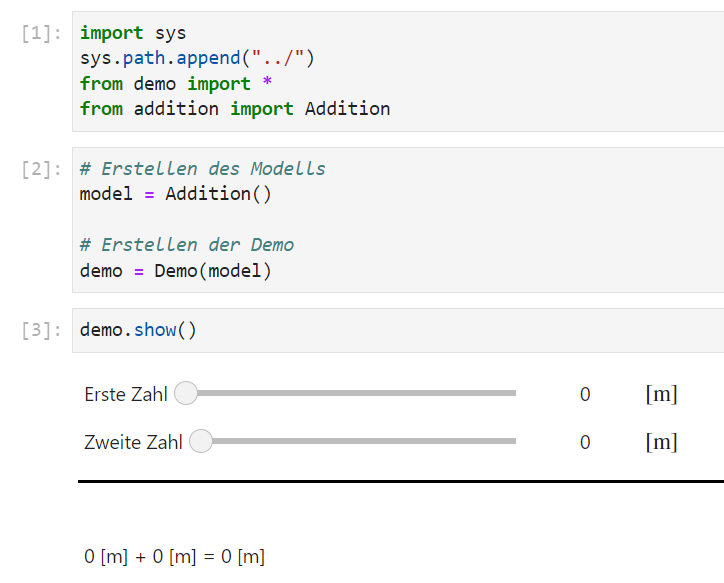 [1]: import sys
sys.path.append("../")
from demo import *
from addition import Addition
[2]: # Erstellen des Modells
model = Addition()
# Erstellen der Demo
demo = Demo(model)
[3]: demo.show()
Erste Zahl 0 [m]
Zweite Zahl 0 [m]
0 [m] + 0 [m] = 0 [m]